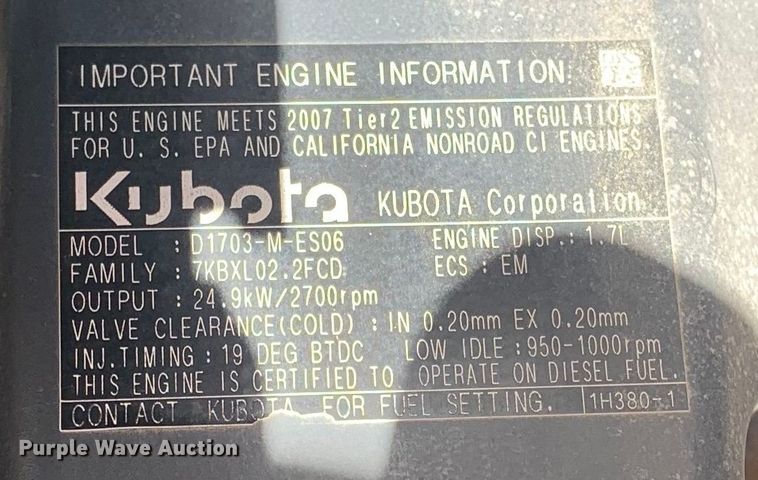 IMPORTANT ENGINE INFORMATION
THIS ENGINE MEETS 2007 Tier2 EMISSION REGULATIONS
FOR U. S. EPA AND CALIFORNIA NONROAD CI ENGINES.
Kubota KUBOTA Corporation
MODEL : D1703-M-ES06 ENGINE DISP.: 1.7L
FAMILY : 7KBXL02.2FCD ECS : EM
OUTPUT : 24.9kW/2700rpm
VALVE CLEARANCE(COLD) : IN 0.20mm EX 0.20mm
INJ.TIMING : 19 DEG BTDC LOW IDLE : 950-1000rpm
THIS ENGINE IS CERTIFIED TO OPERATE ON DIESEL FUEL.
CONTACT KUBOTA FOR FUEL SETTING. 1H380-1
Purple Wave Auction